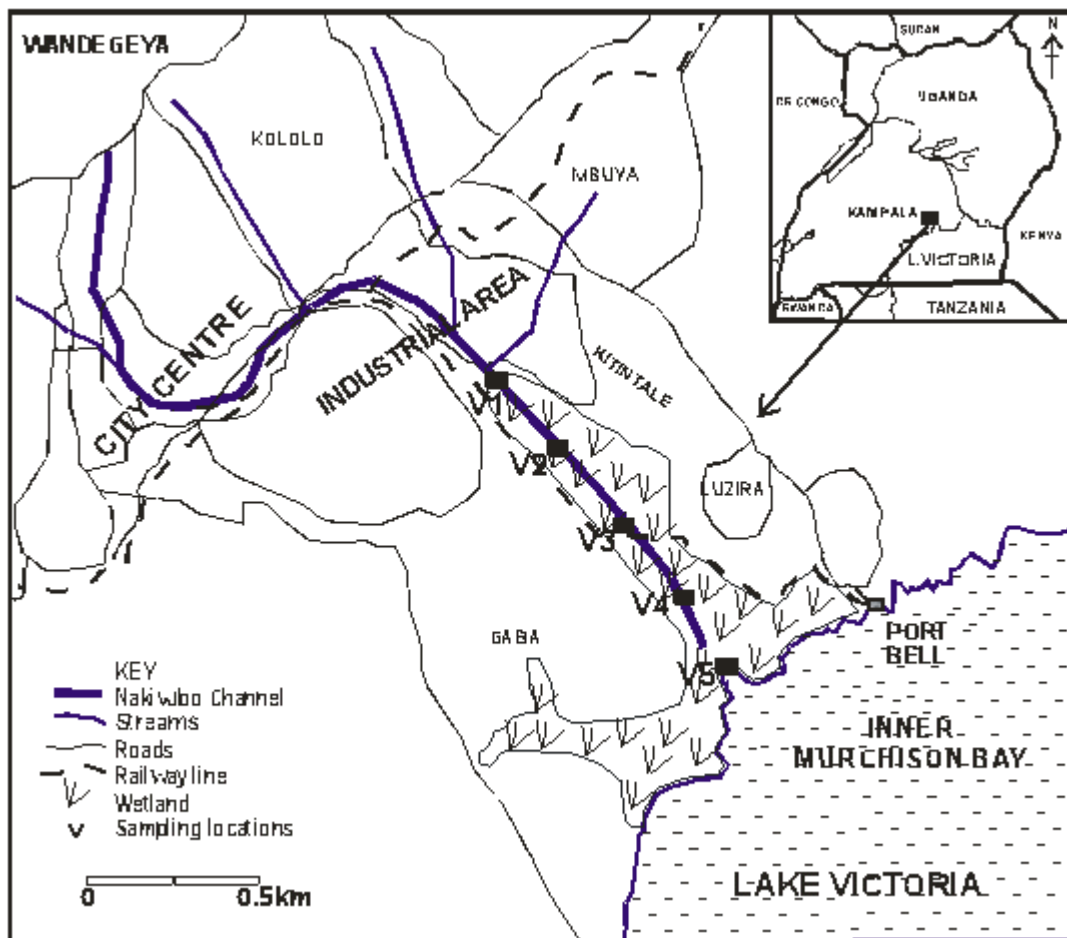 WANDEGEYA
KOLOLO
MBUYA
CITY CENTRE
INDUSTRIAL AREA
KITINTALE
LUZIRA
V1
V2
V3
V4
V5
GABA
PORT
BELL
INNER
MURCHISON BAY
LAKE VICTORIA
KEY
Nakiwboo Channel
Streams
Roads
Railway line
Wetland
v Sampling locations
0 0.5km
N
SUDAN
DR CONGO
UGANDA
KAMPALA
KENYA
L.VICTORIA
RWANDA
TANZANIA